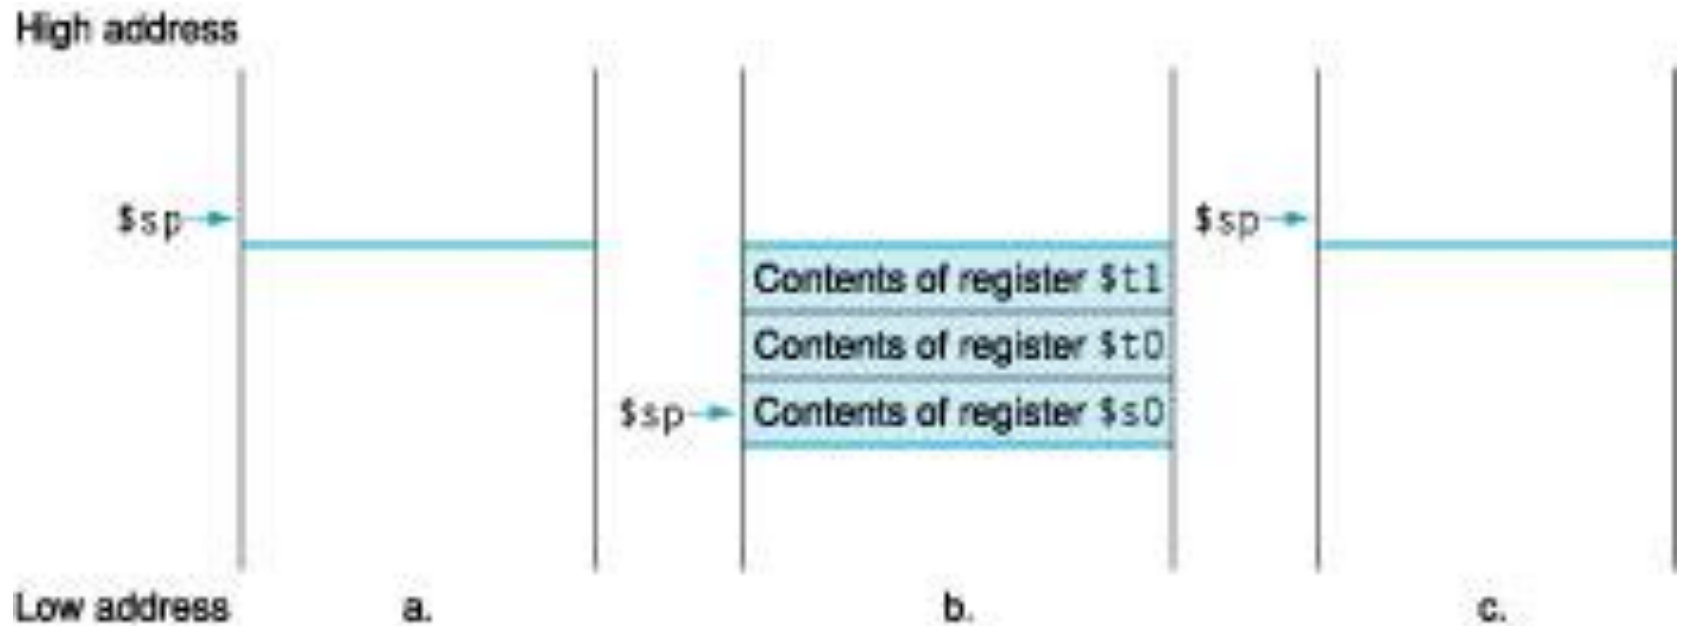 High address
$sp
$sp
Contents of register $t1
Contents of register $t0
$sp
Contents of register $s0
Low address
a.
b.
c.